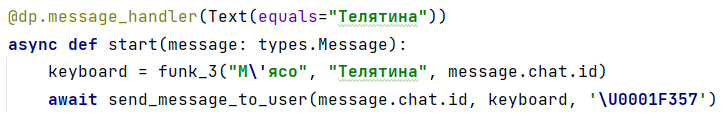 @dp.message_handler(Text(equals="Телятина"))
async def start(message: types.Message):
    keyboard = funk_3("М\'ясо", "Телятина", message.chat.id)
    await send_message_to_user(message.chat.id, keyboard, '\U0001F357')